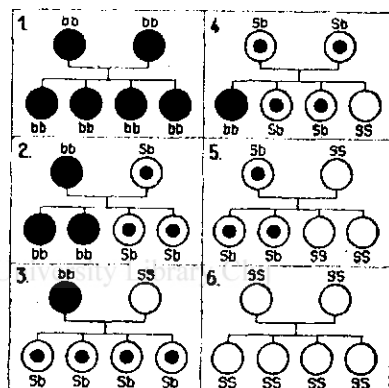 1.
bb bb
bb bb bb bb
2.
bb Sb
bb bb Sb Sb
3.
bb SS
Sb Sb Sb Sb
4
Sb Sb
bb Sb Sb SS
5.
Sb SS
Sb Sb SS SS
6.
SS SS
SS SS SS SS